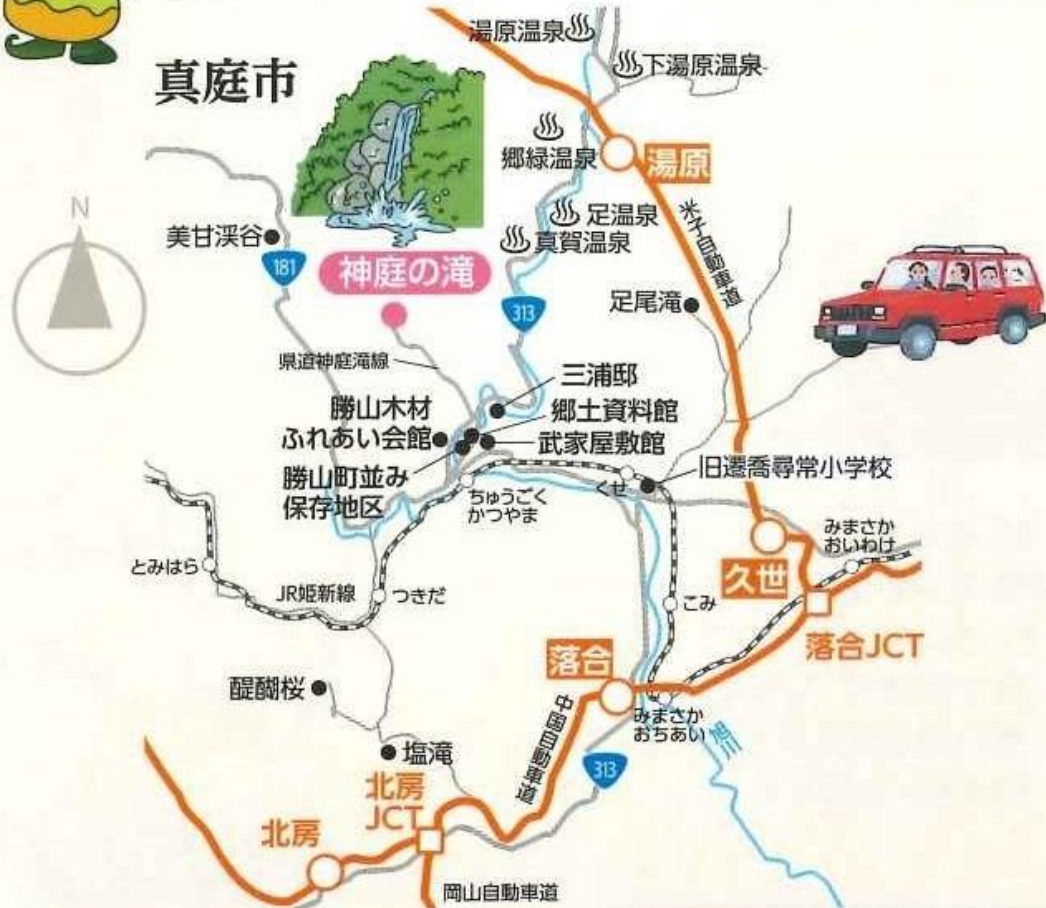 湯原温泉
下湯原温泉
真庭市
郷緑温泉
湯原
N
足温泉
真賀温泉
米子自動車道
美甘渓谷
181
神庭の滝
313
足尾滝
県道神庭滝線
三浦邸
勝山木材
ふれあい会館
郷土資料館
武家屋敷館
勝山町並み
保存地区
ちゅうごく
かつやま
くせ
旧遷喬尋常小学校
みまさか
おいわけ
とみはら
JR姫新線
つきだ
久世
こみ
落合JCT
落合
醍醐桜
みまさか
おちあい
旭川
塩滝
中国自動車道
313
北房
JCT
北房
岡山自動車道